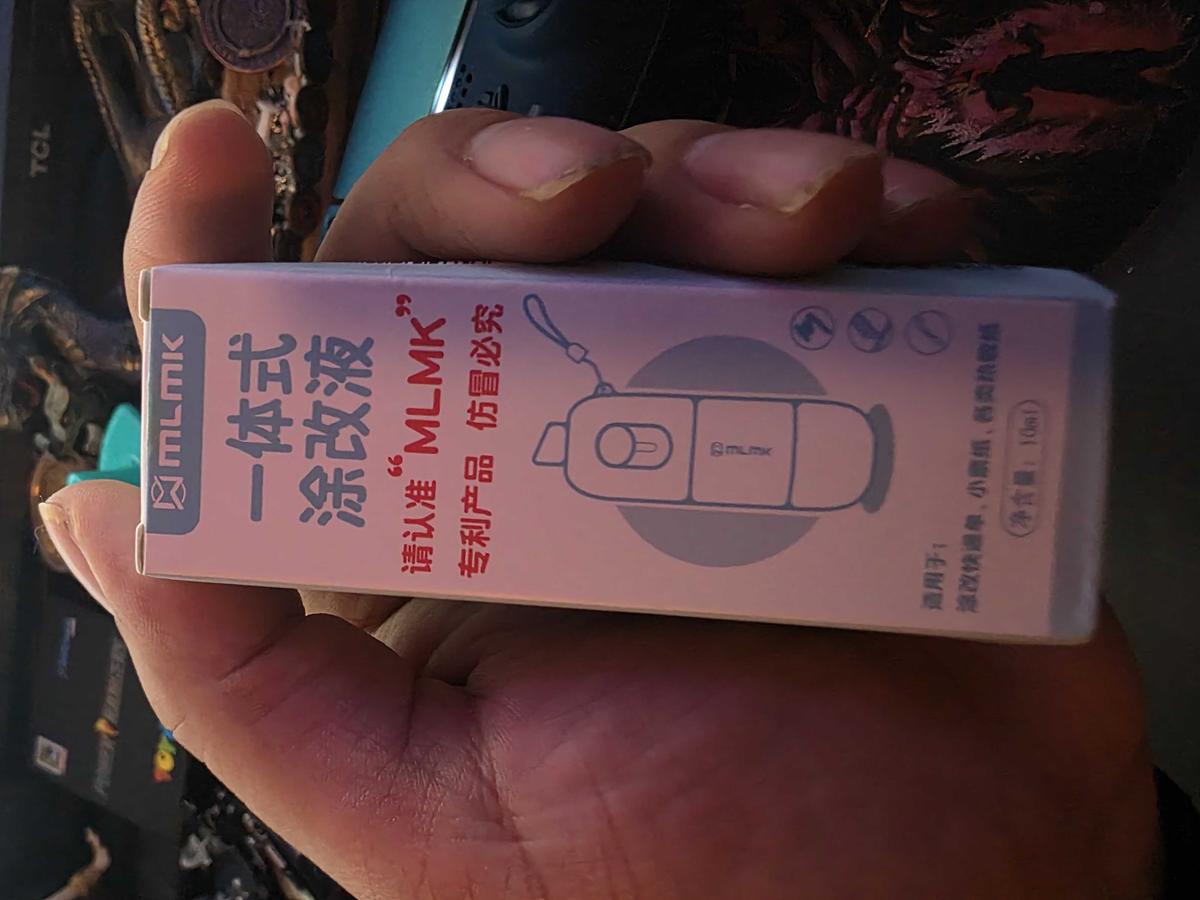 MLMK
一体式
涂改液
请认准“MLMK”
专利产品 仿冒必究
MLMK
适用于：
涂改快递单、小票纸、各类热敏纸
净含量：10ml
TCL